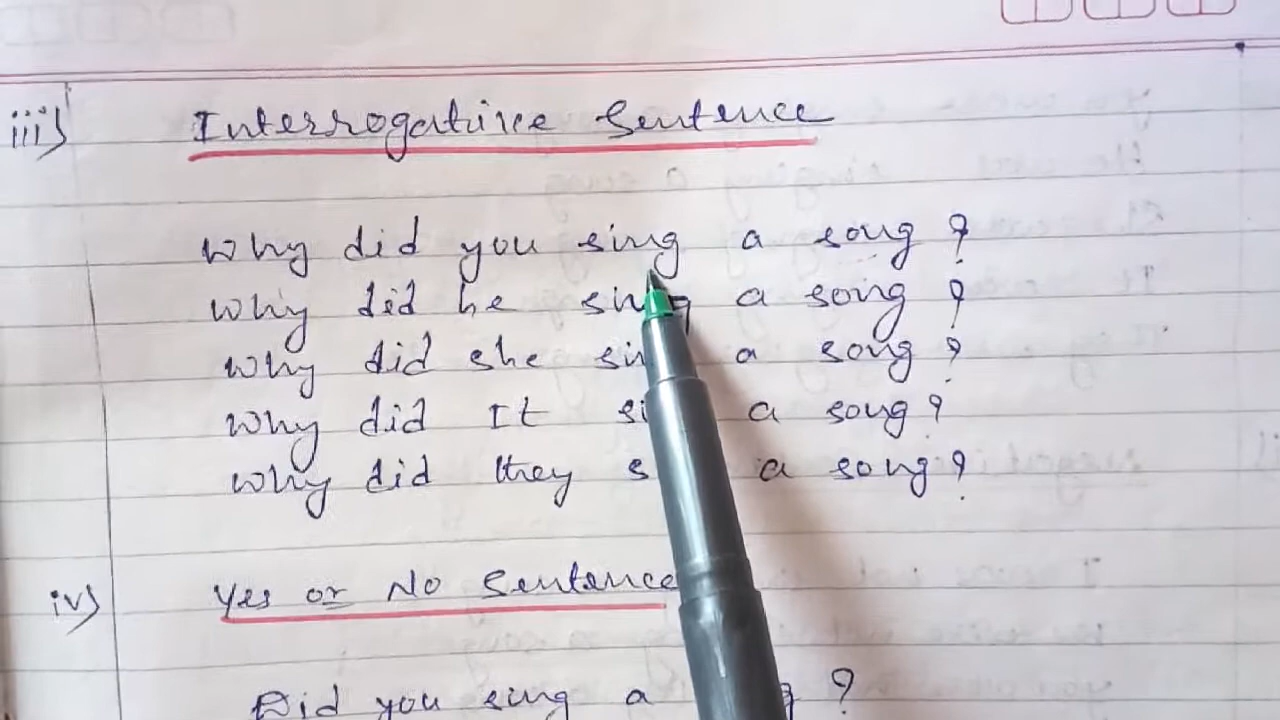 iii) Interrogative Sentence
Why did you sing a song ?
Why did he sing a song ?
Why did she a song ?
Why did It a song ?
Why did they a song ?
iv) Yes or No Sentence
Did you sing a ?